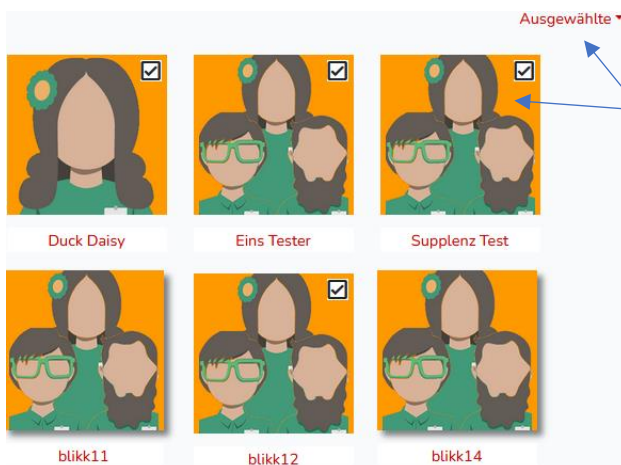 Ausgewählte
Duck Daisy
Eins Tester
Supplenz Test
blikk11
blikk12
blikk14